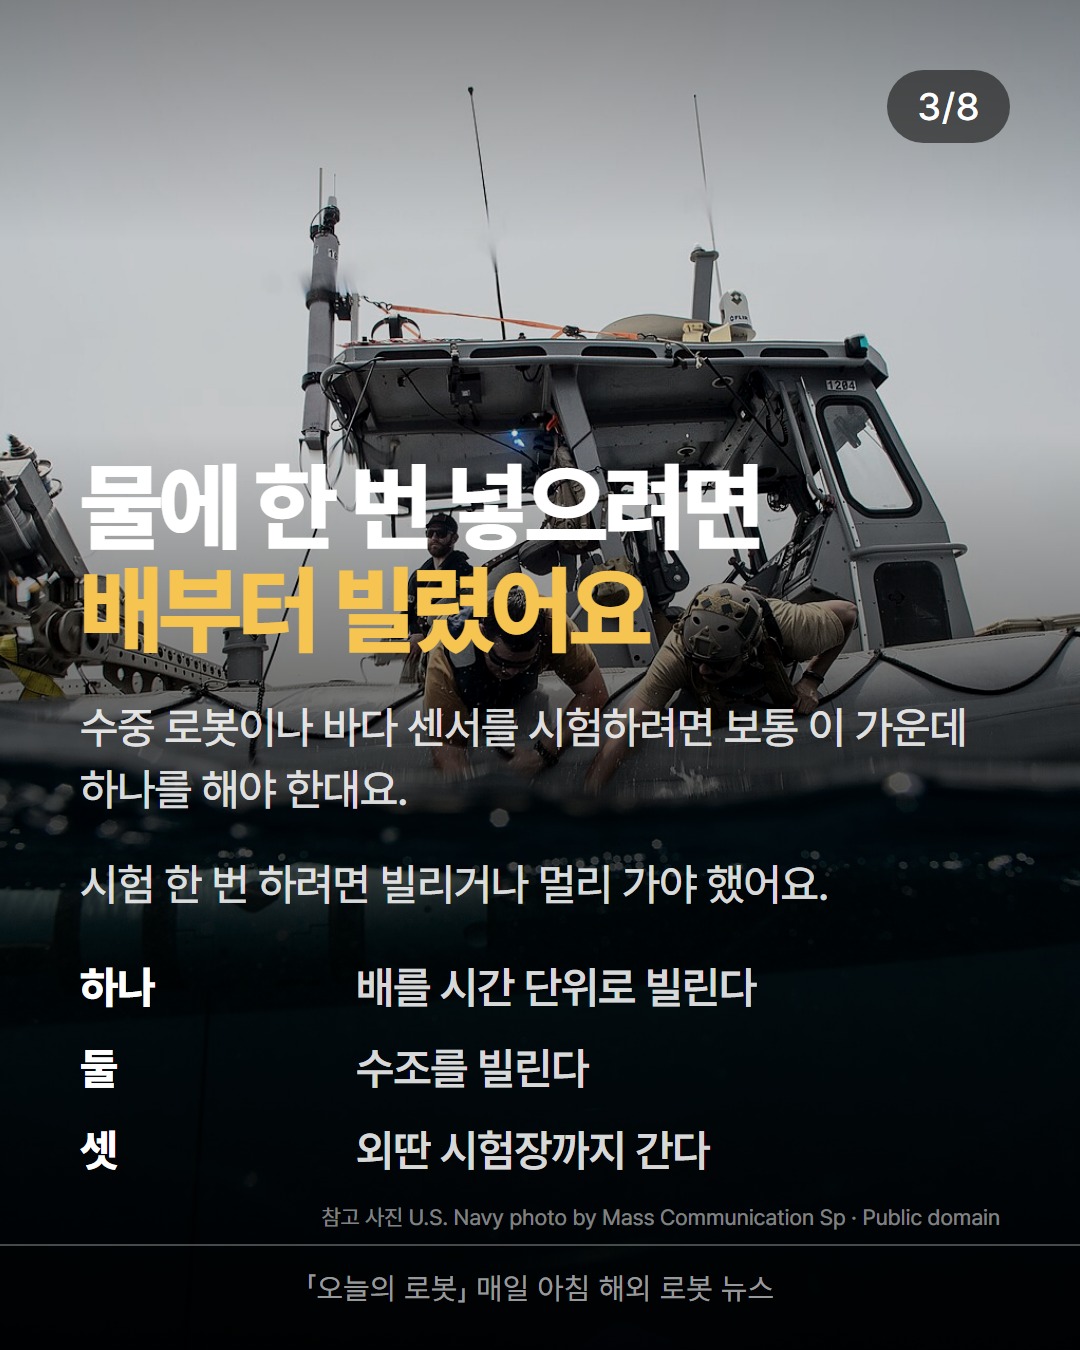 3/8
FLIR
1204
물에 한 번 넣으려면
배부터 빌렸어요
수중 로봇이나 바다 센서를 시험하려면 보통 이 가운데
하나를 해야 한대요.
시험 한 번 하려면 빌리거나 멀리 가야 했어요.
하나 배를 시간 단위로 빌린다
둘 수조를 빌린다
셋 외딴 시험장까지 간다
참고 사진 U.S. Navy photo by Mass Communication Sp · Public domain
「오늘의 로봇」 매일 아침 해외 로봇 뉴스